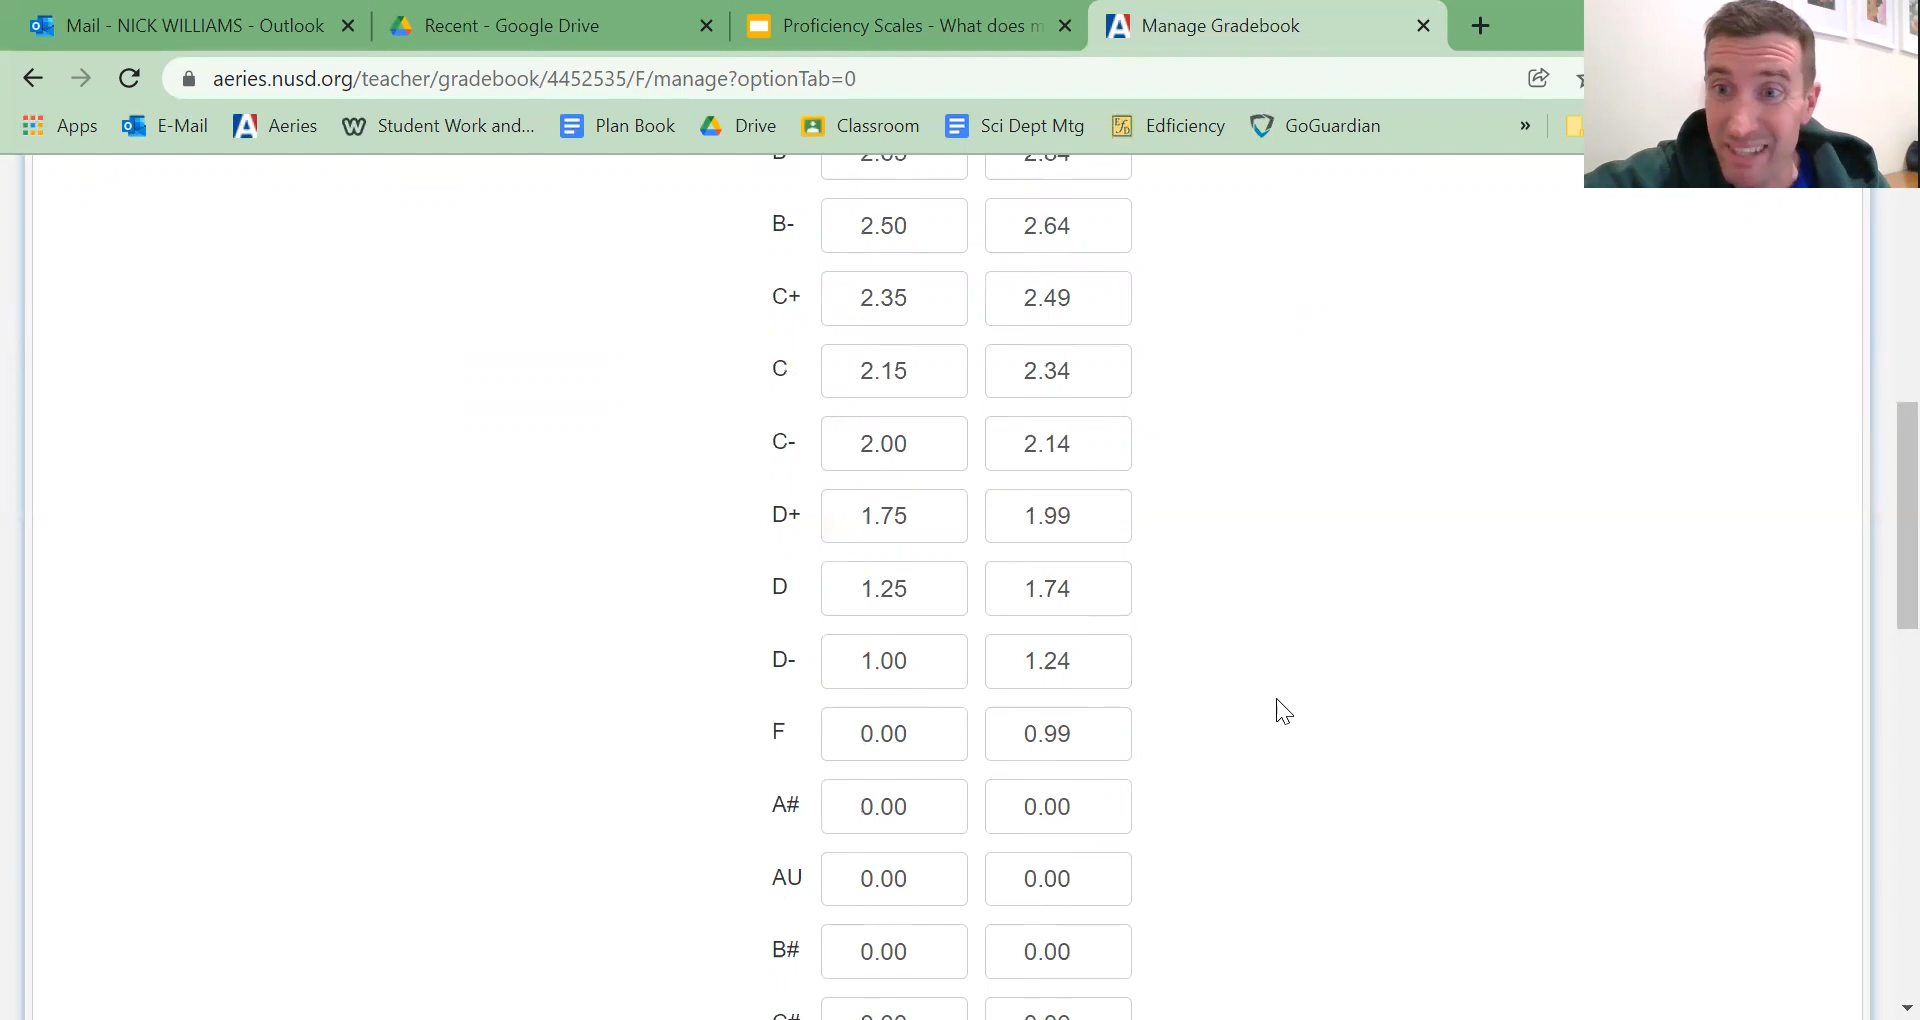 Mail - NICK WILLIAMS - Outlook
Recent - Google Drive
Proficiency Scales - What does m
Manage Gradebook
aeries.nusd.org/teacher/gradebook/4452535/F/manage?optionTab=0
Apps E-Mail Aeries Student Work and... Plan Book Drive Classroom Sci Dept Mtg Edficiency GoGuardian »
B- 2.50 2.64
C+ 2.35 2.49
C 2.15 2.34
C- 2.00 2.14
D+ 1.75 1.99
D 1.25 1.74
D- 1.00 1.24
F 0.00 0.99
A# 0.00 0.00
AU 0.00 0.00
B# 0.00 0.00